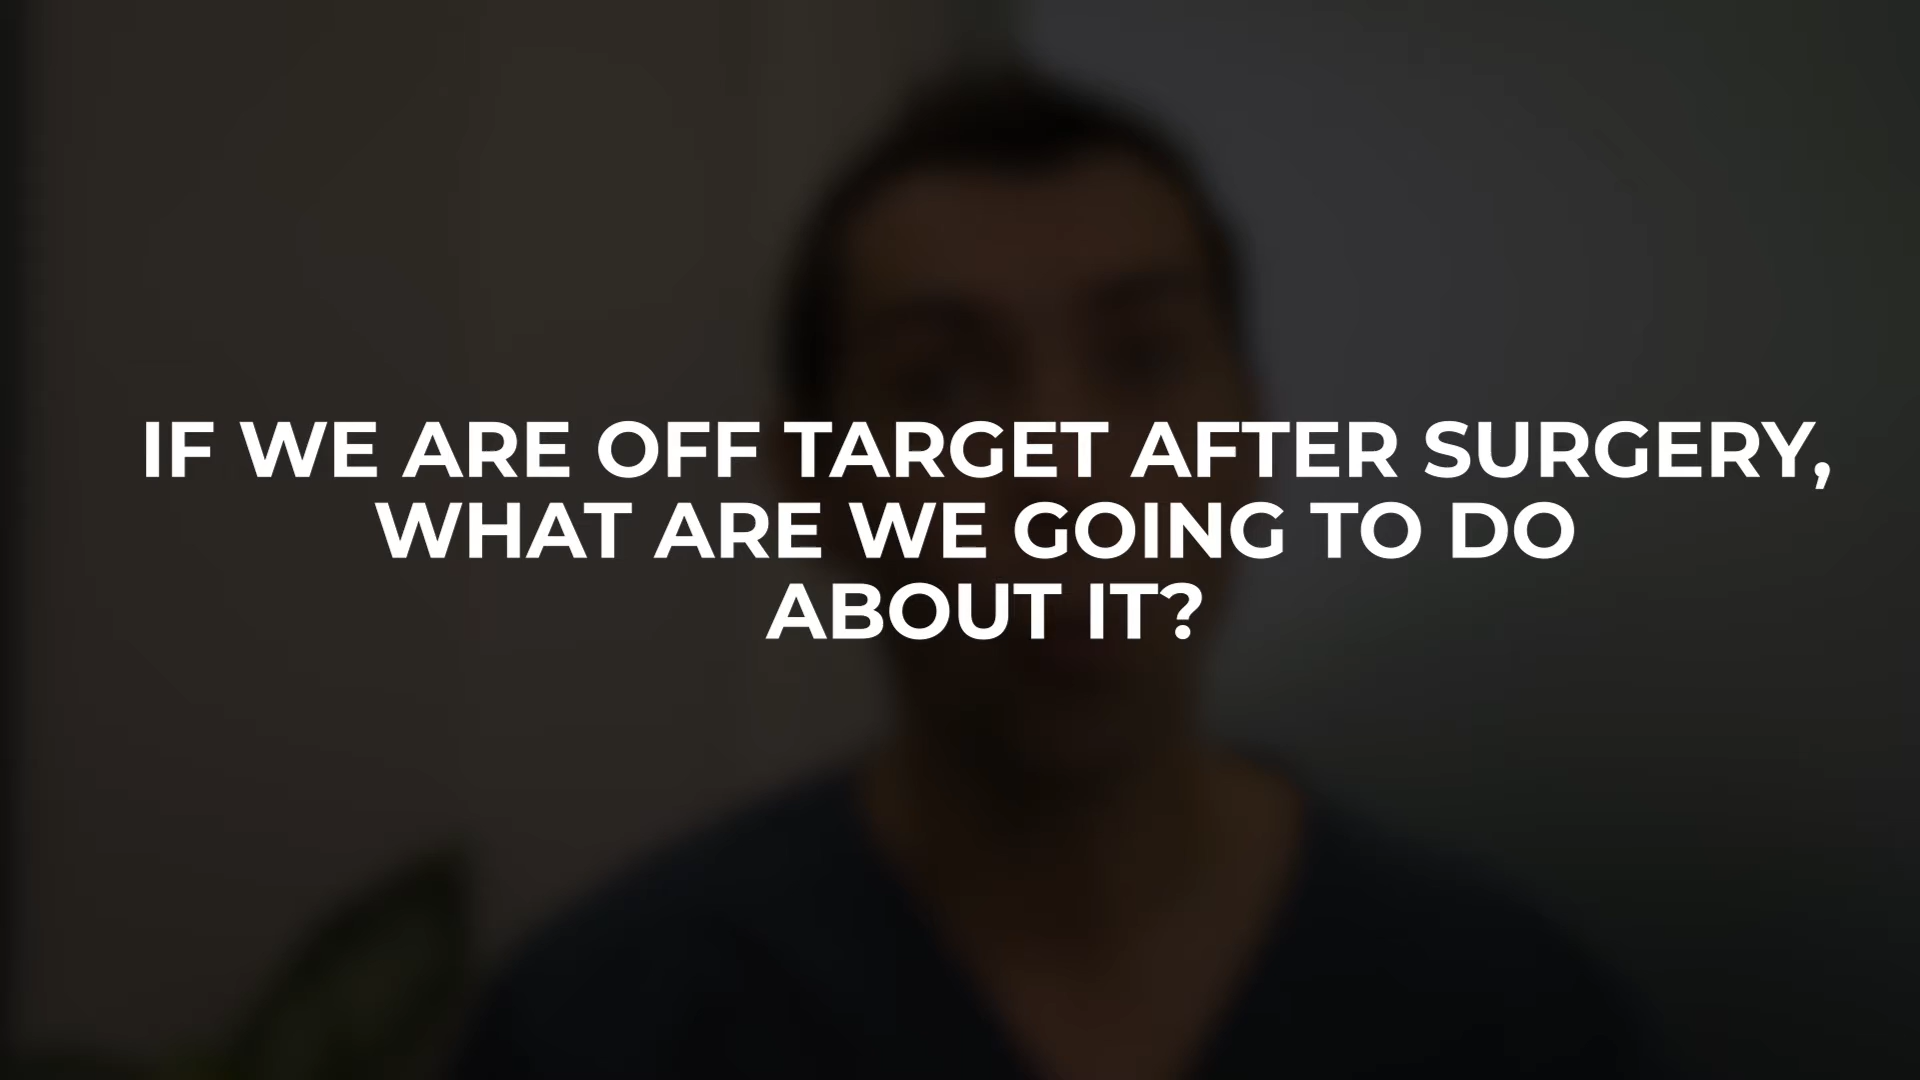 IF WE ARE OFF TARGET AFTER SURGERY,
WHAT ARE WE GOING TO DO
ABOUT IT?